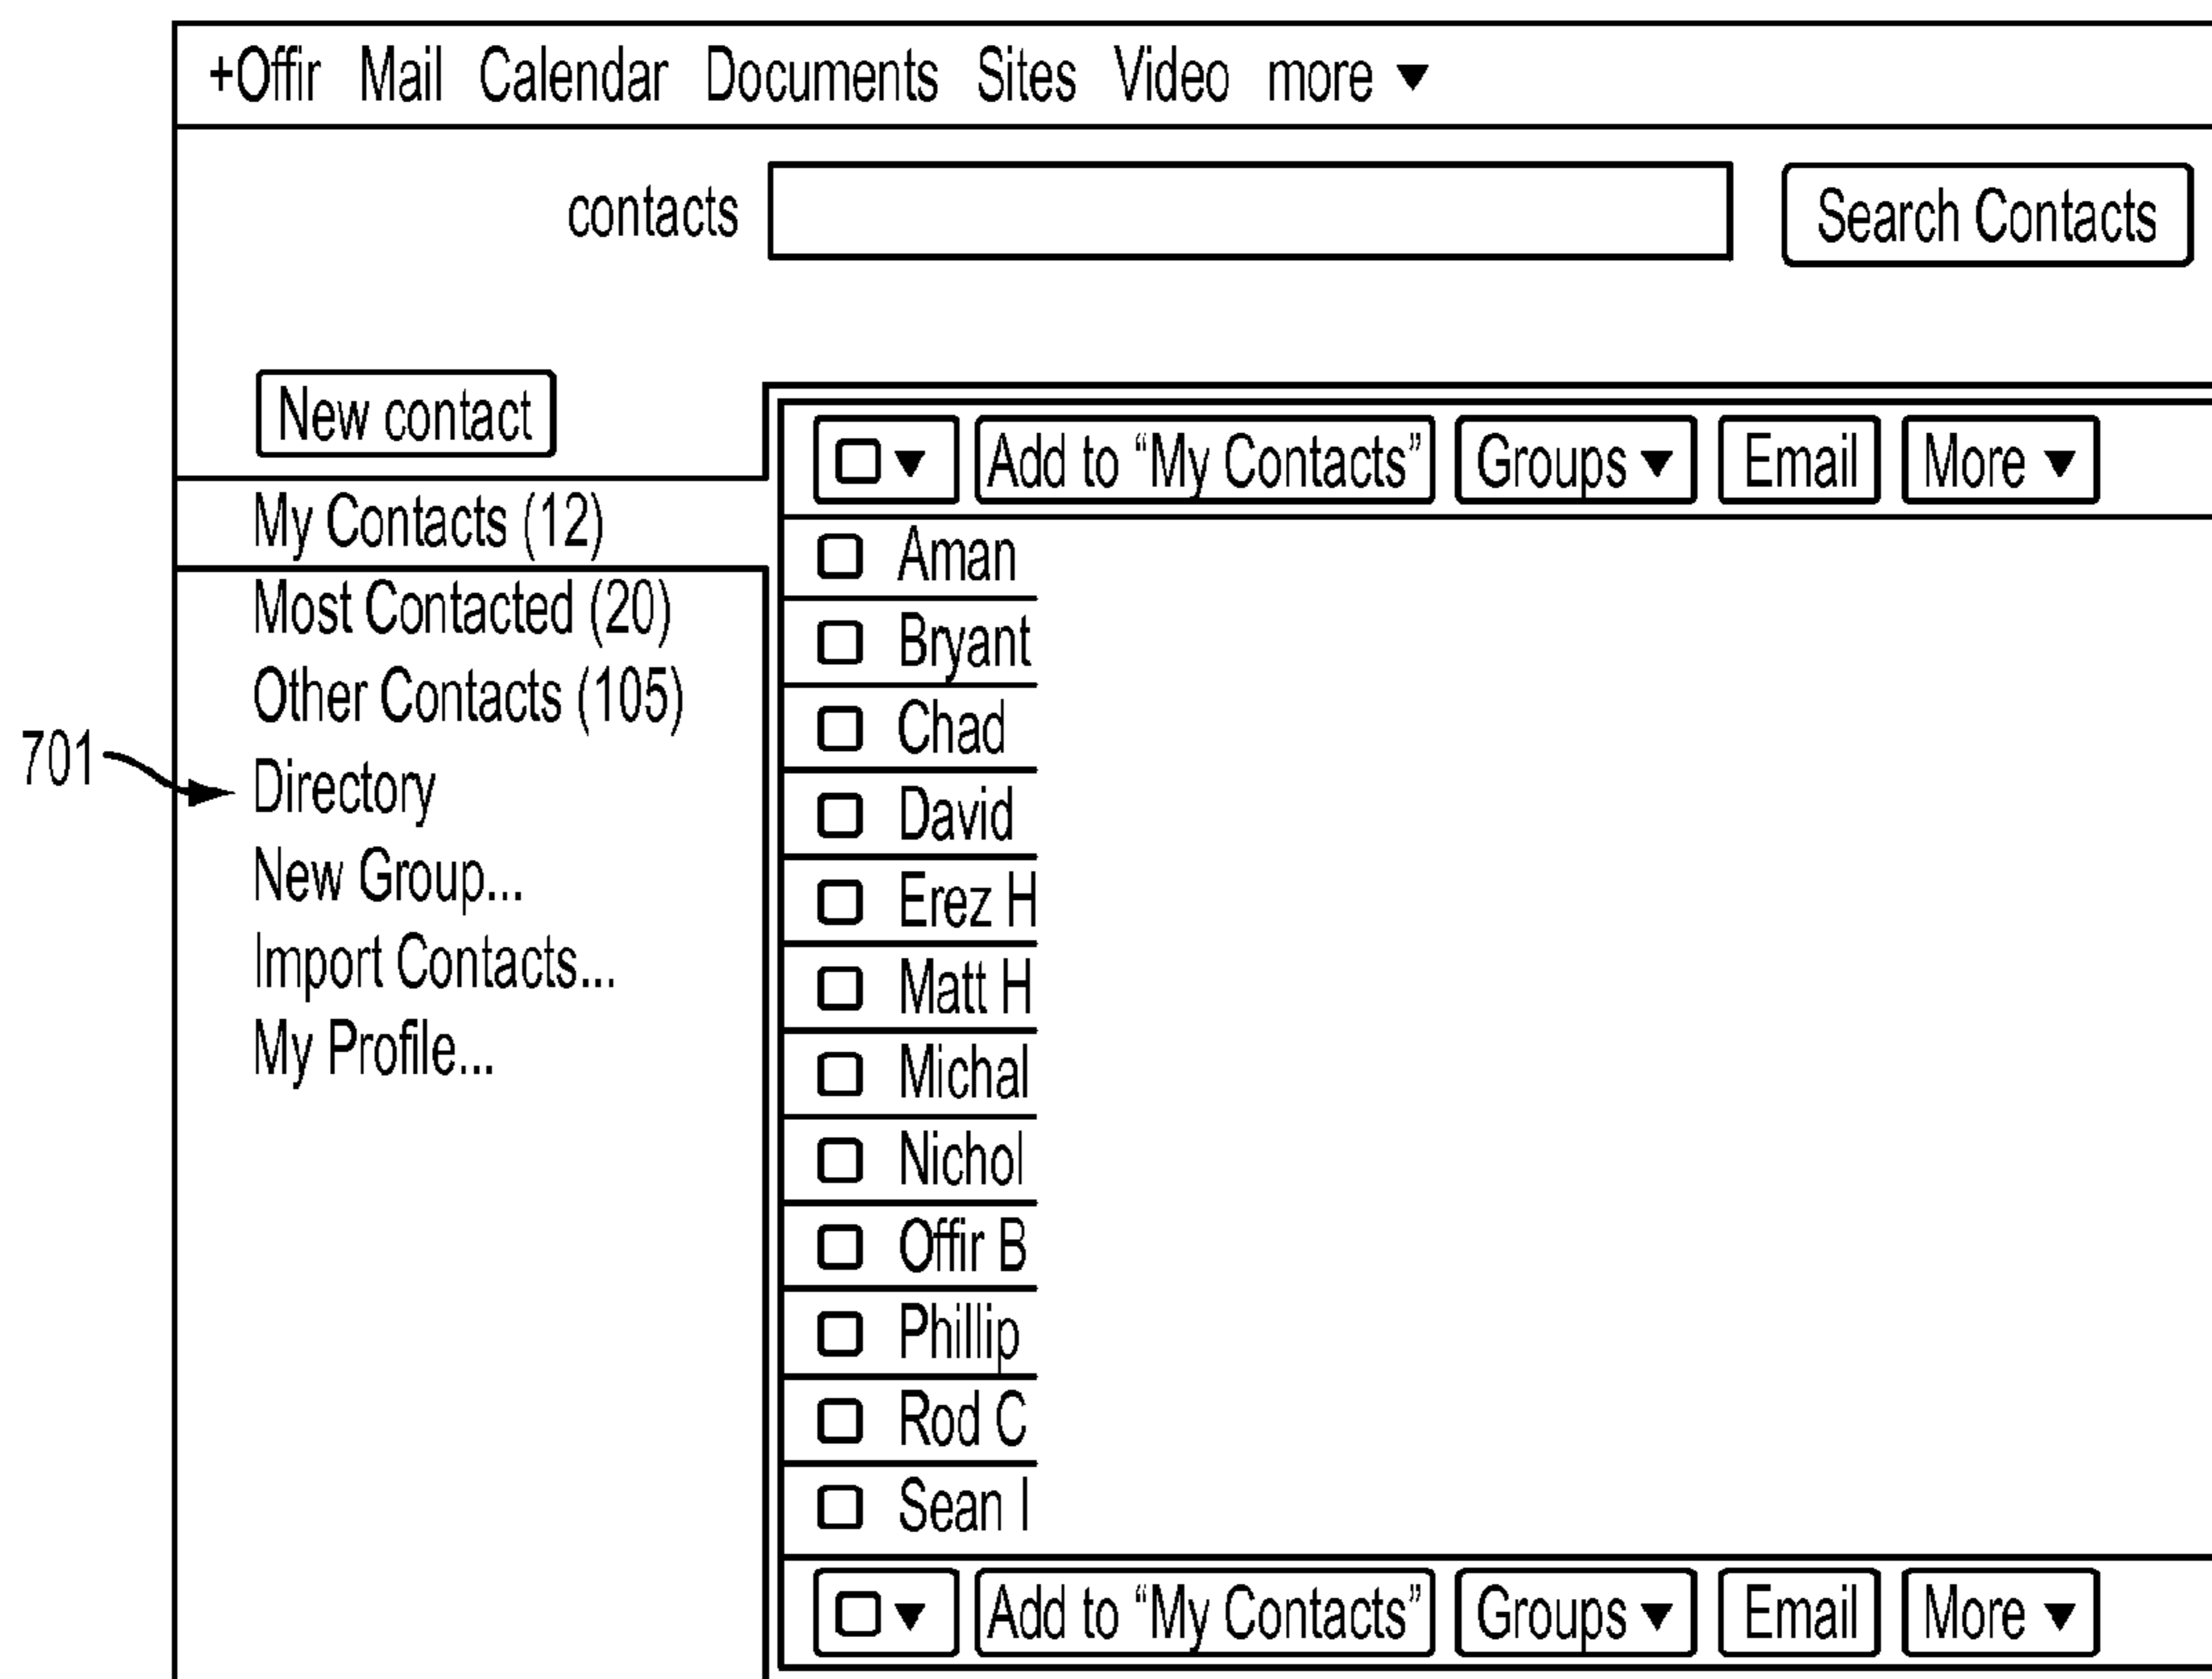 +Offir Mail Calendar Documents Sites Video more ▼
contacts
Search Contacts
New contact
My Contacts (12)
Most Contacted (20)
Other Contacts (105)
701
Directory
New Group...
Import Contacts...
My Profile...
Add to “My Contacts” Groups ▼ Email More ▼
Aman
Bryant
Chad
David
Erez H
Matt H
Michal
Nichol
Offir B
Phillip
Rod C
Sean I
Add to “My Contacts” Groups ▼ Email More ▼